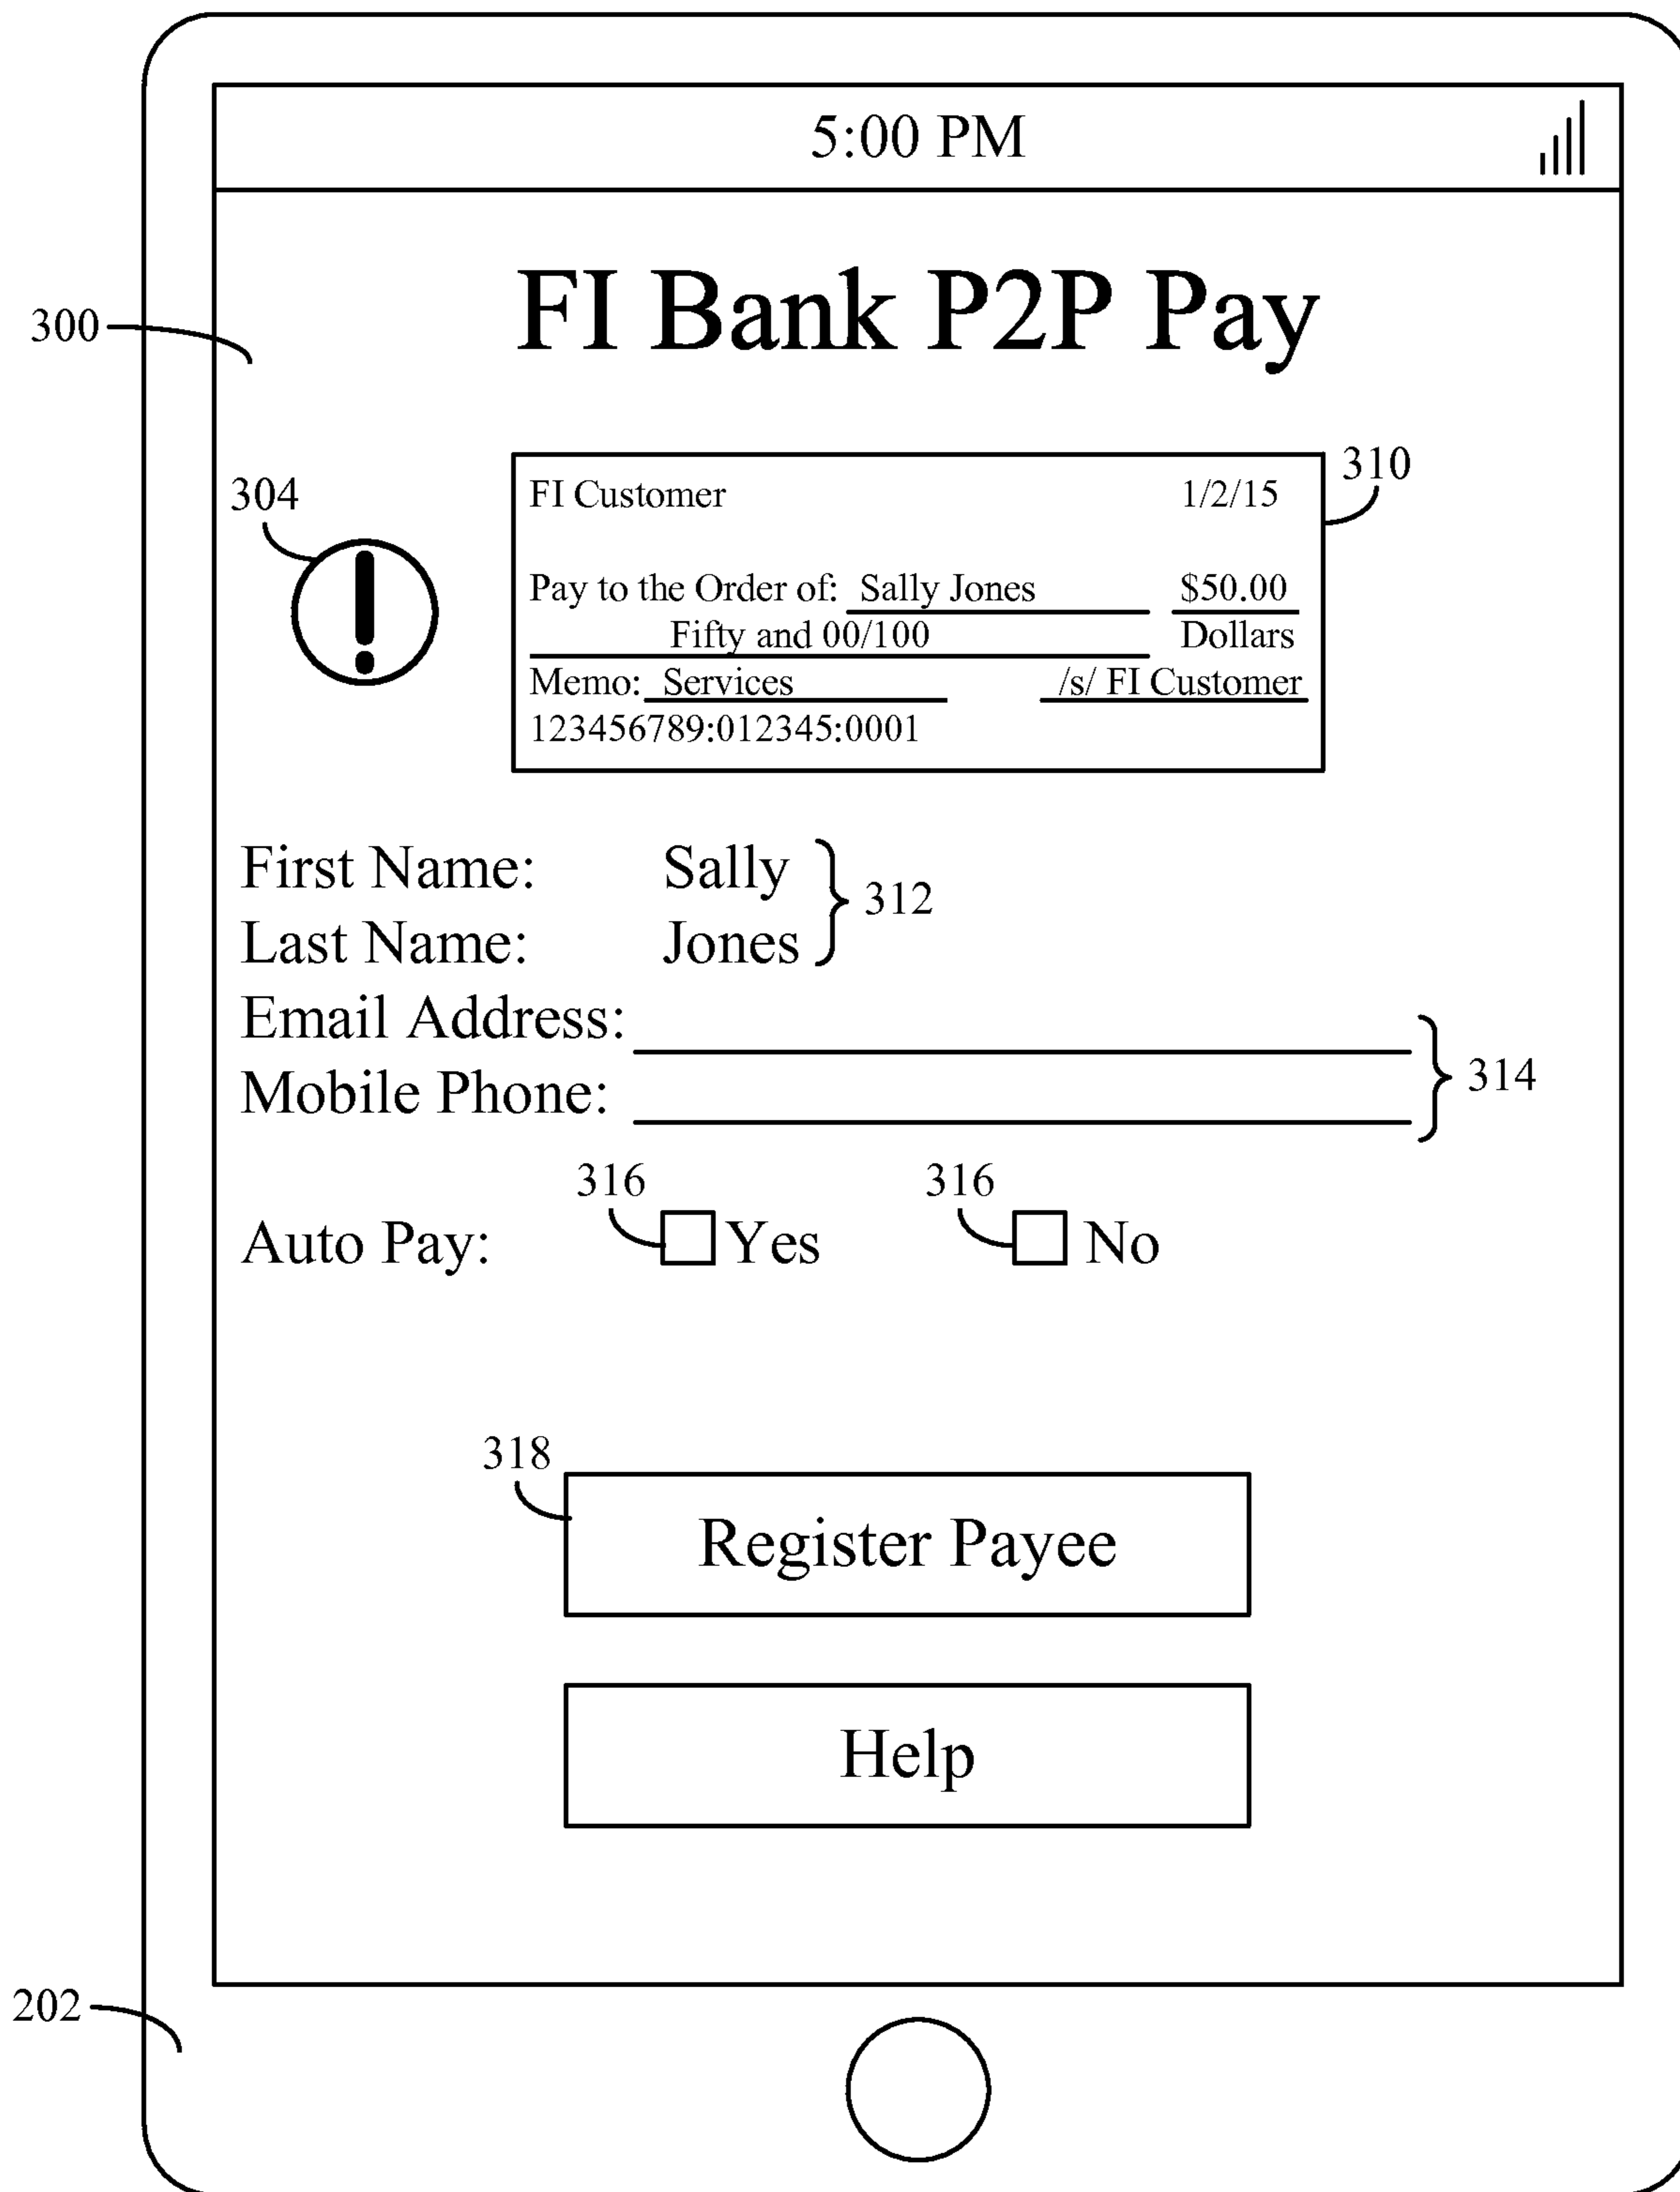 5:00 PM
FI Bank P2P Pay
300
310
304
FI Customer 1/2/15
Pay to the Order of: Sally Jones $50.00
Fifty and 00/100 Dollars
Memo: Services /s/ FI Customer
123456789:012345:0001
First Name: Sally
312
Last Name: Jones
Email Address:
314
Mobile Phone:
316 316
Auto Pay: Yes No
318
Register Payee
Help
202